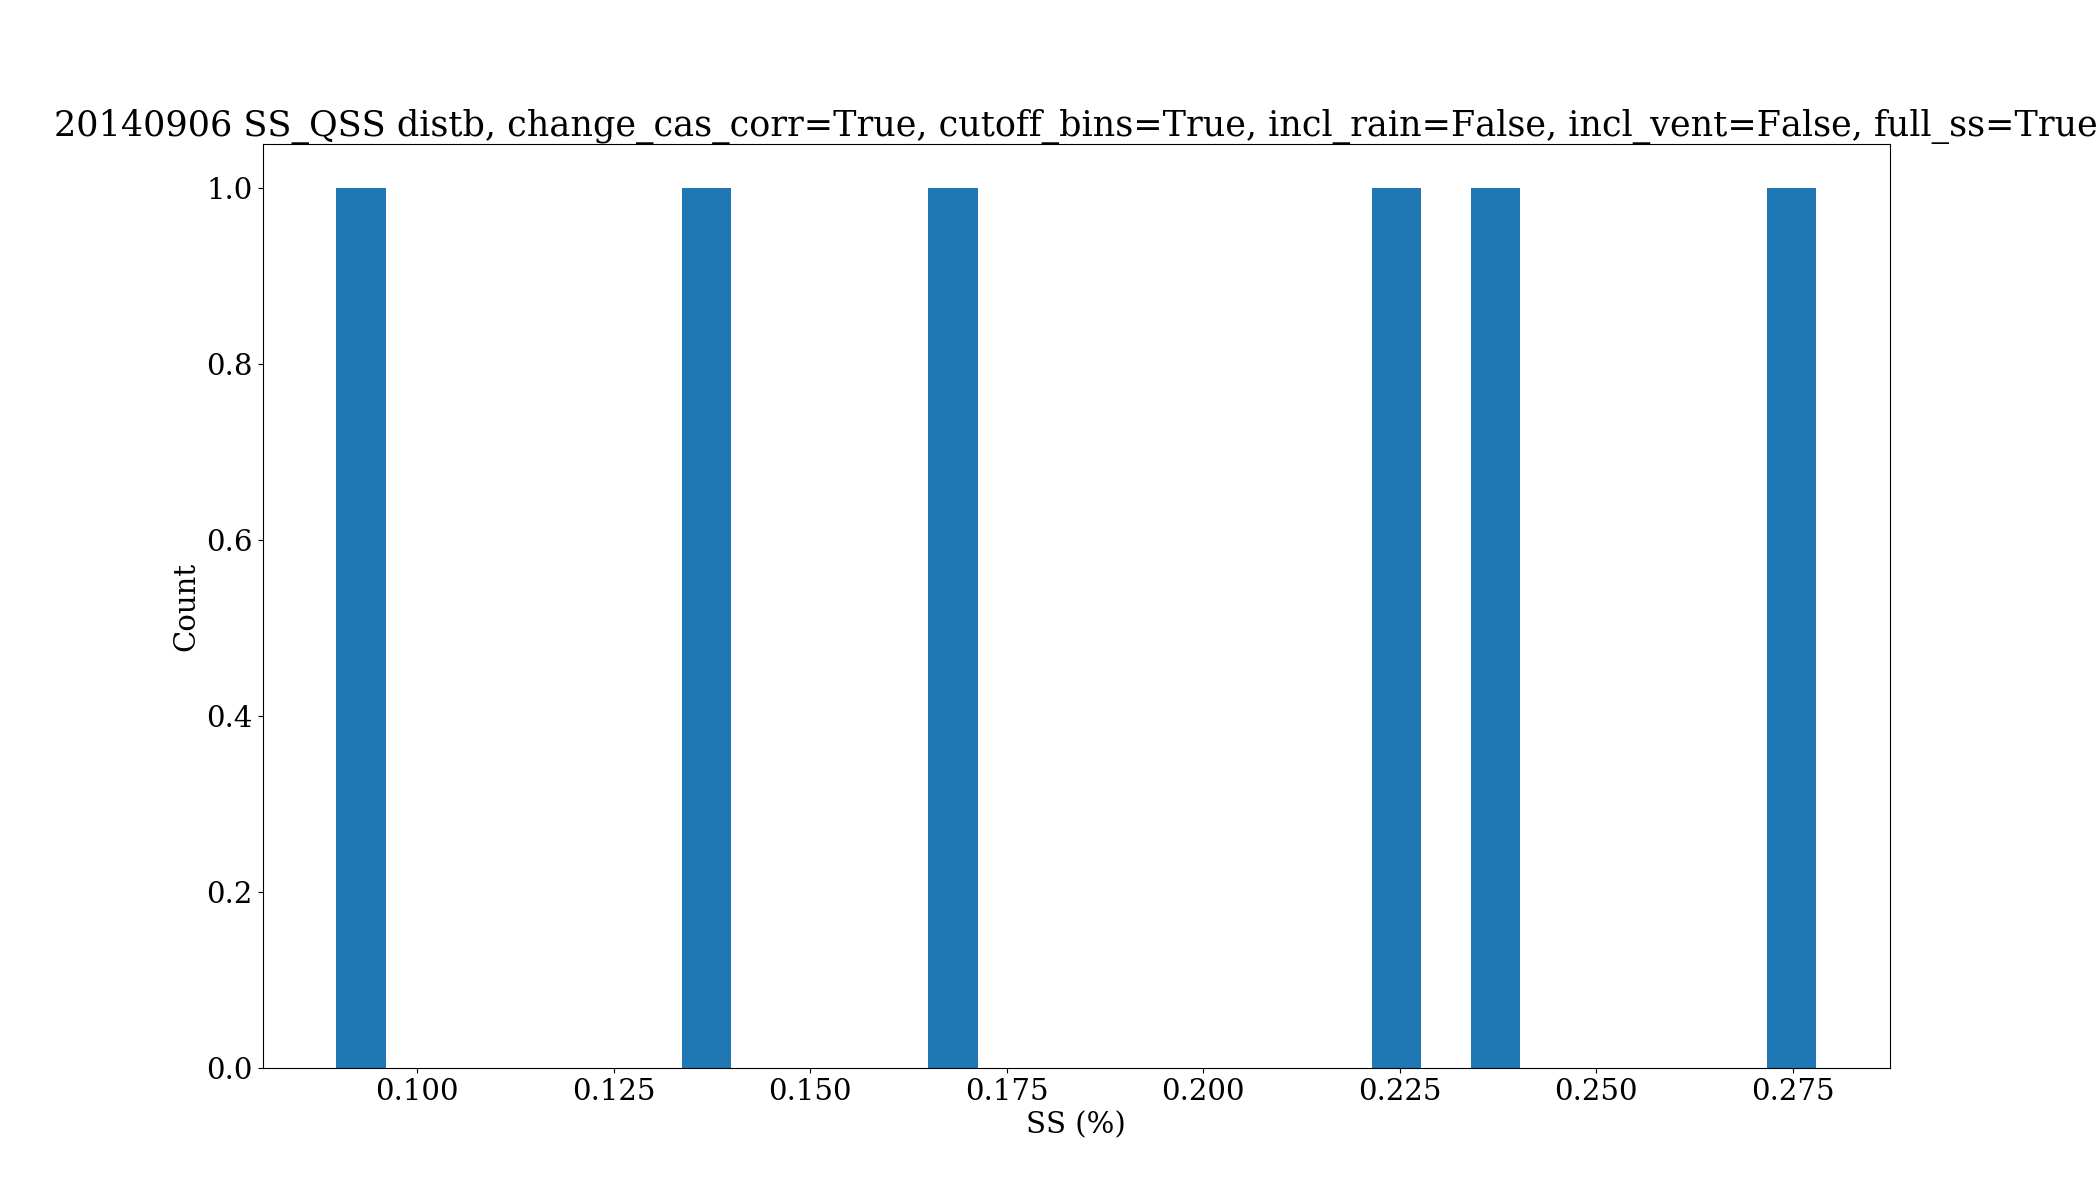 20140906 SS_QSS distb, change_cas_corr=True, cutoff_bins=True, incl_rain=False, incl_vent=False, full_ss=True
1.0
0.8
0.6
0.4
0.2
0.0
Count
0.100 0.125 0.150 0.175 0.200 0.225 0.250 0.275
SS (%)